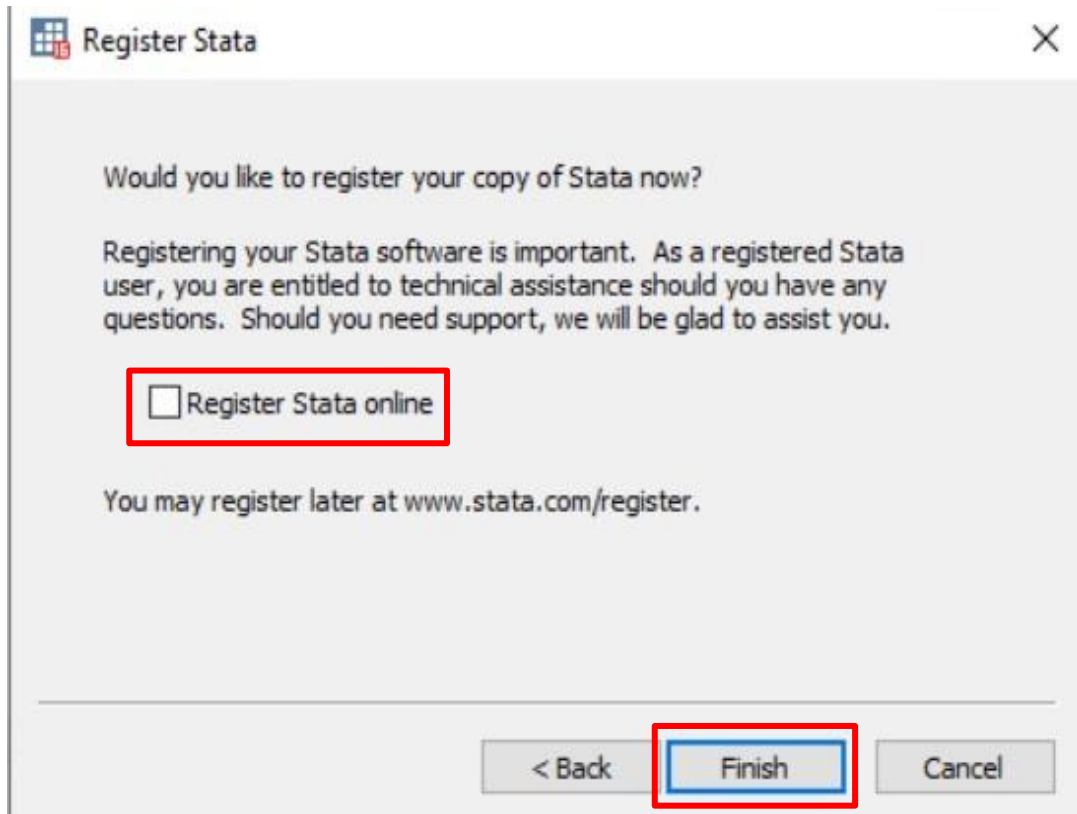 Register Stata
Would you like to register your copy of Stata now?
Registering your Stata software is important. As a registered Stata
user, you are entitled to technical assistance should you have any
questions. Should you need support, we will be glad to assist you.
Register Stata online
You may register later at www.stata.com/register.
< Back
Finish
Cancel